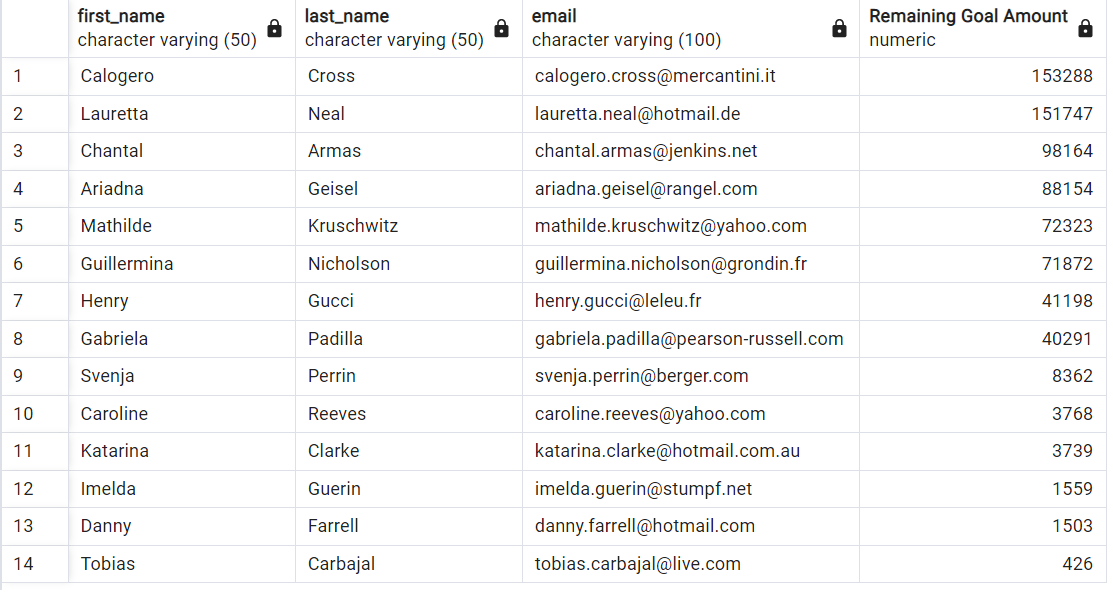 first_name last_name email Remaining Goal Amount
character varying (50) character varying (50) character varying (100) numeric
1 Calogero Cross calogero.cross@mercantini.it 153288
2 Lauretta Neal lauretta.neal@hotmail.de 151747
3 Chantal Armas chantal.armas@jenkins.net 98164
4 Ariadna Geisel ariadna.geisel@rangel.com 88154
5 Mathilde Kruschwitz mathilde.kruschwitz@yahoo.com 72323
6 Guillermina Nicholson guillermina.nicholson@grondin.fr 71872
7 Henry Gucci henry.gucci@leleu.fr 41198
8 Gabriela Padilla gabriela.padilla@pearson-russell.com 40291
9 Svenja Perrin svenja.perrin@berger.com 8362
10 Caroline Reeves caroline.reeves@yahoo.com 3768
11 Katarina Clarke katarina.clarke@hotmail.com.au 3739
12 Imelda Guerin imelda.guerin@stumpf.net 1559
13 Danny Farrell danny.farrell@hotmail.com 1503
14 Tobias Carbajal tobias.carbajal@live.com 426